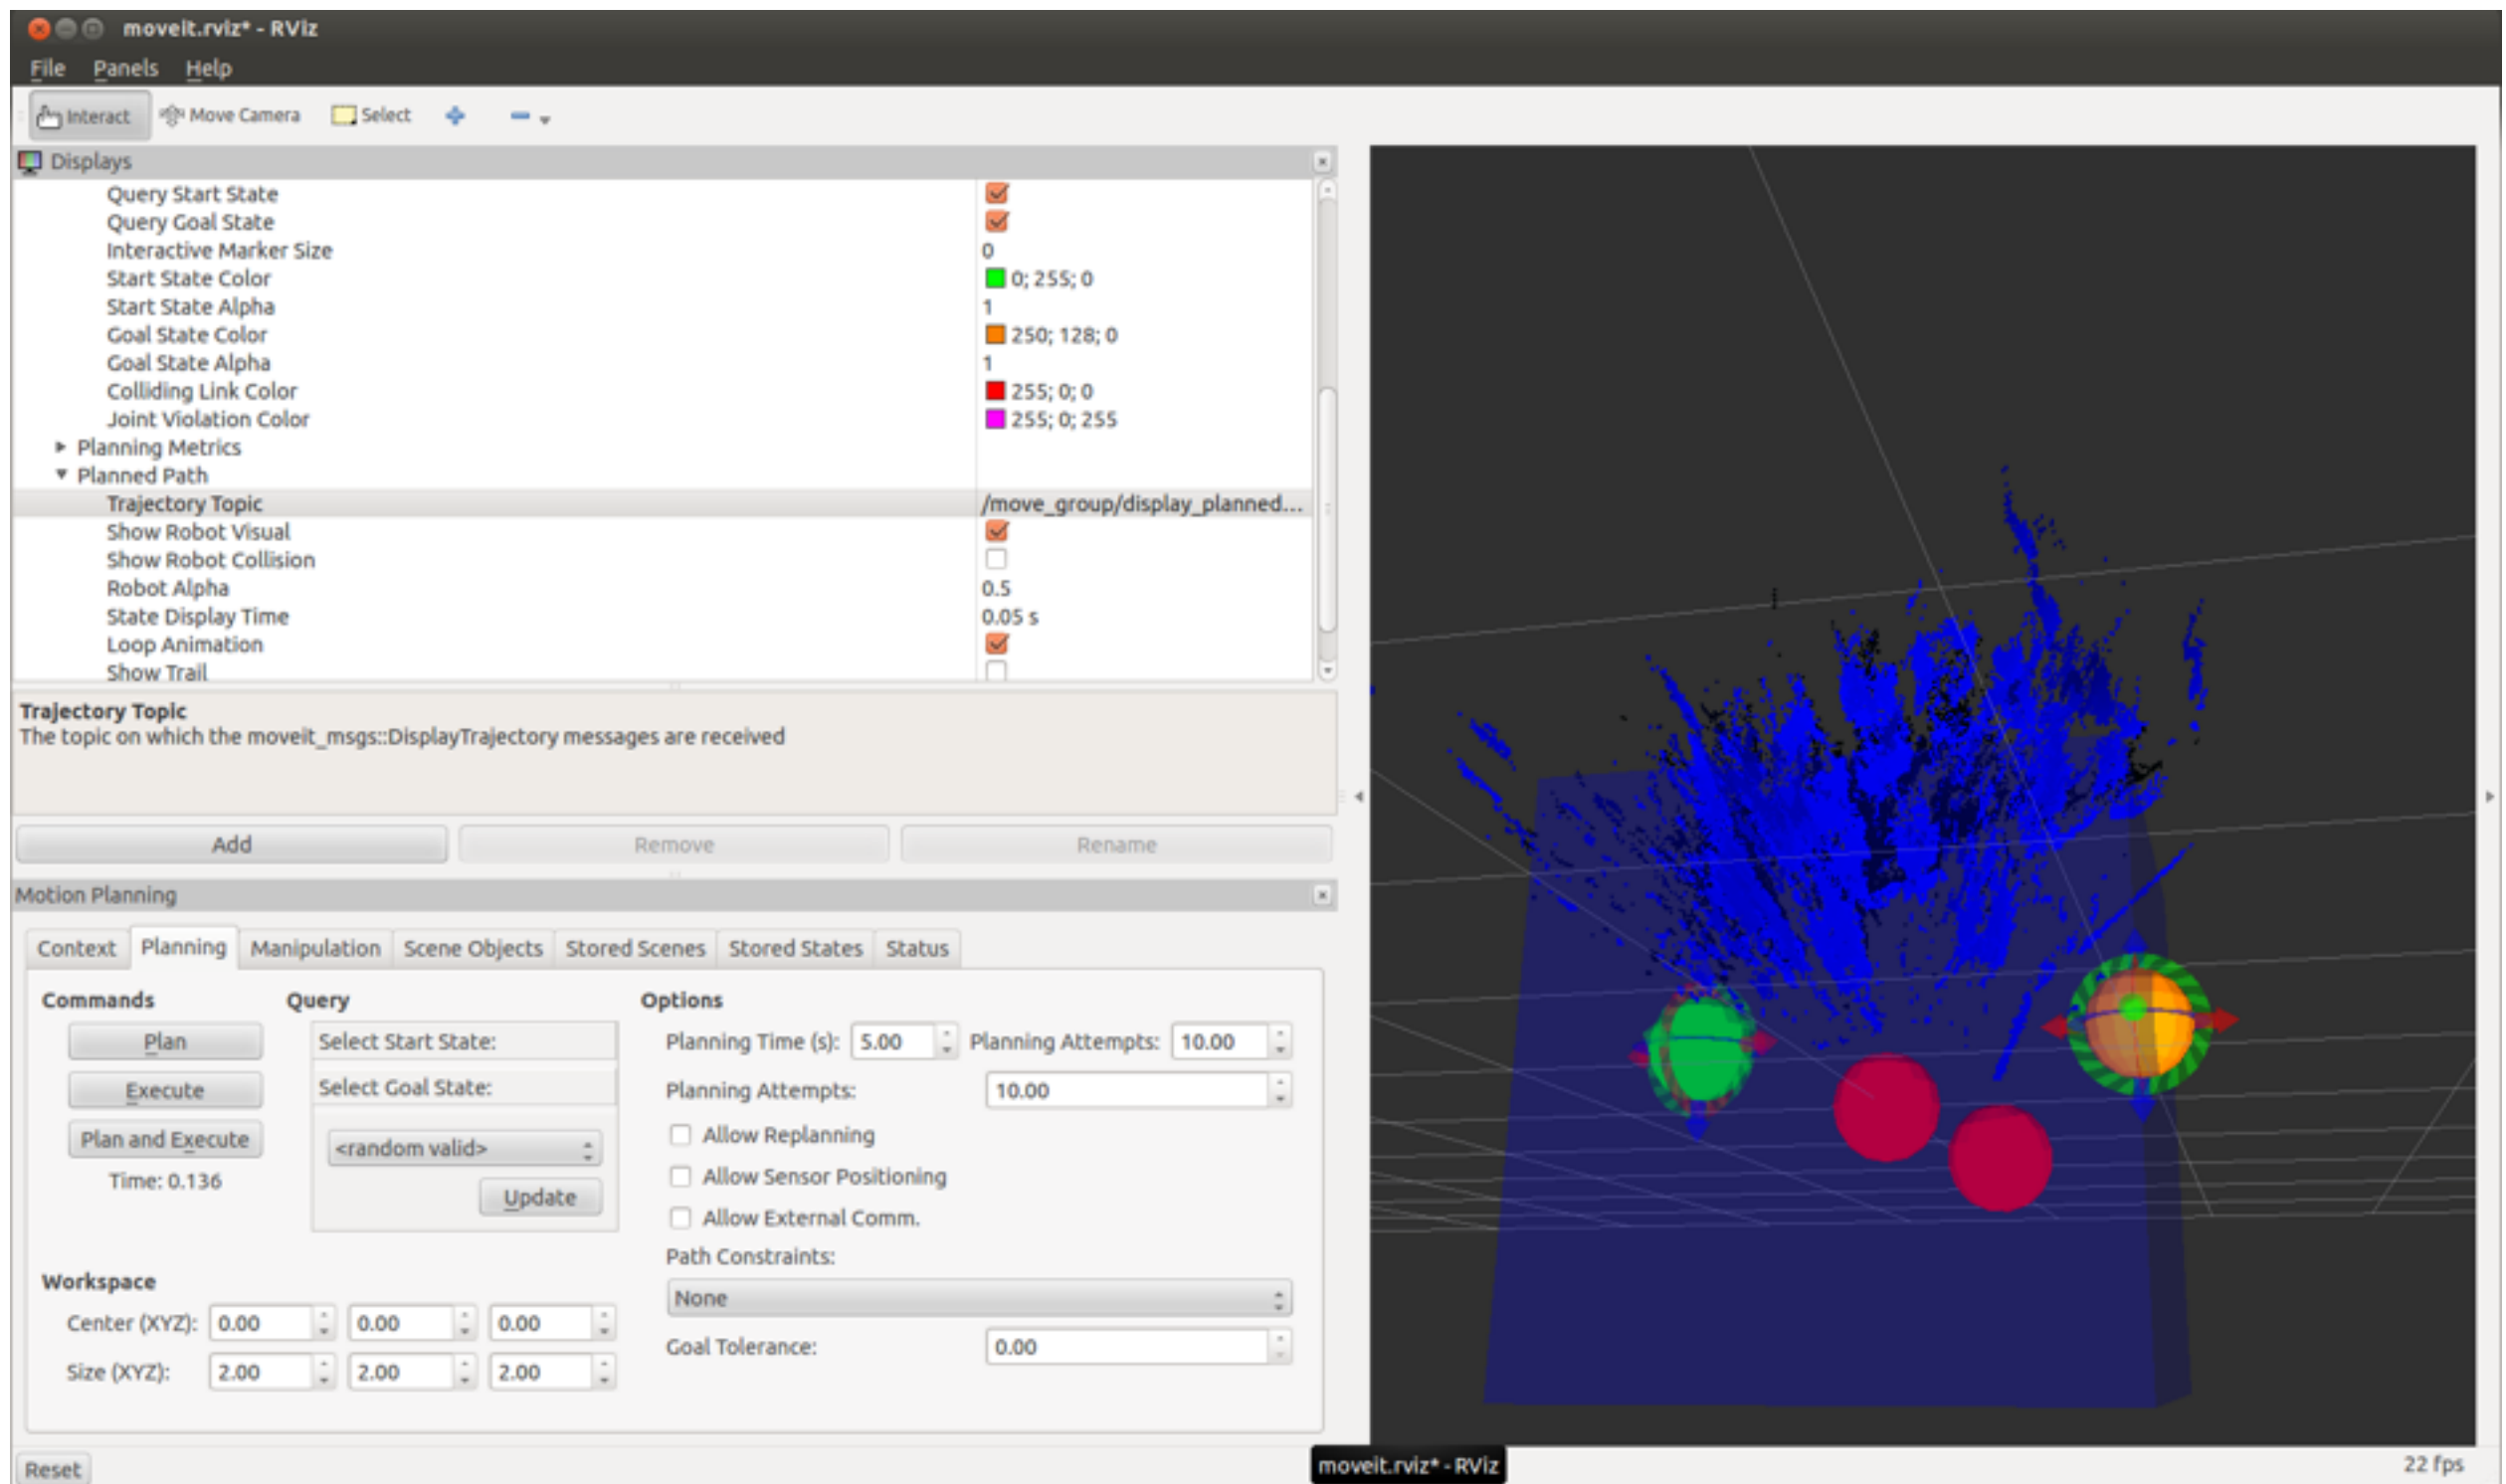 moveit.rviz* - RViz
File Panels Help
Interact Move Camera Select
Displays
Query Start State
Query Goal State
Interactive Marker Size 0
Start State Color 0; 255; 0
Start State Alpha 1
Goal State Color 250; 128; 0
Goal State Alpha 1
Colliding Link Color 255; 0; 0
Joint Violation Color 255; 0; 255
Planning Metrics
Planned Path
Trajectory Topic /move_group/display_planned...
Show Robot Visual
Show Robot Collision
Robot Alpha 0.5
State Display Time 0.05 s
Loop Animation
Show Trail
Trajectory Topic
The topic on which the moveit_msgs::DisplayTrajectory messages are received
Add Remove Rename
Motion Planning
Context Planning Manipulation Scene Objects Stored Scenes Stored States Status
Commands Query Options
Plan Select Start State: Planning Time (s): 5.00 Planning Attempts: 10.00
Execute Select Goal State: Planning Attempts: 10.00
Plan and Execute <random valid> Allow Replanning
Time: 0.136 Update Allow Sensor Positioning
Allow External Comm.
Path Constraints:
Workspace None
Center (XYZ): 0.00 0.00 0.00
Goal Tolerance: 0.00
Size (XYZ): 2.00 2.00 2.00
Reset moveit.rviz* - RViz 22 fps